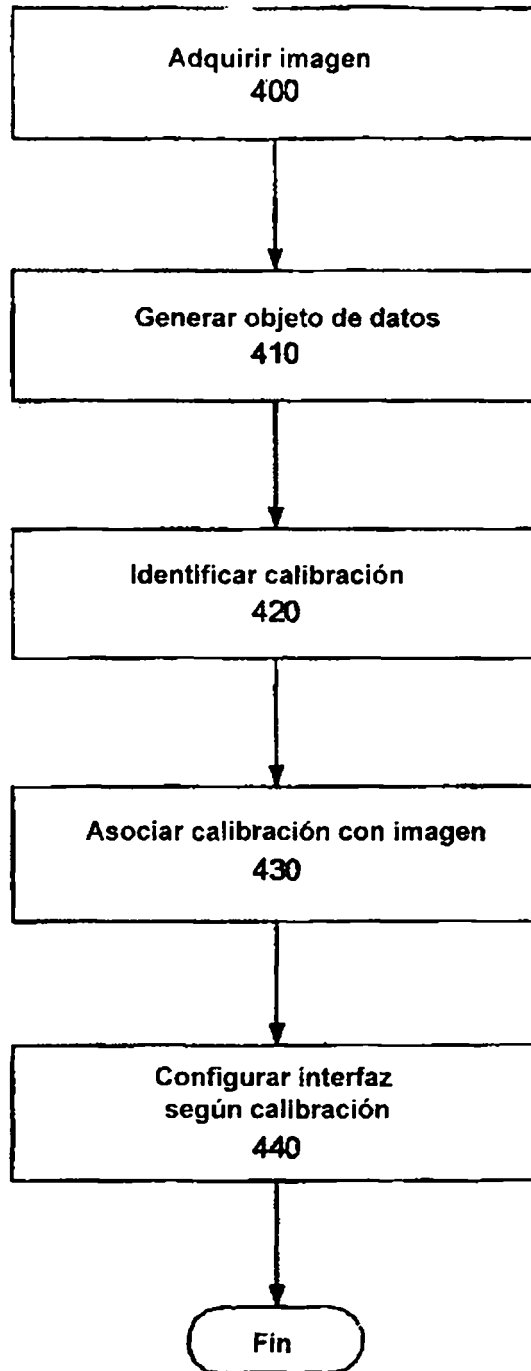 Adquirir imagen
400
Generar objeto de datos
410
Identificar calibración
420
Asociar calibración con imagen
430
Configurar interfaz
según calibración
440
Fin